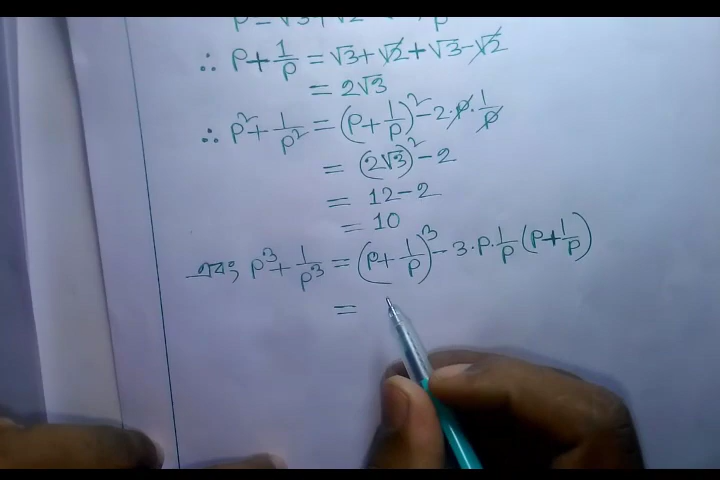 ∴ P + 1/P = √3 + √2 + √3 - √2
= 2√3
∴ P² + 1/P² = (P + 1/P)² - 2·P·1/P
= (2√3)² - 2
= 12 - 2
= 10
এবং P³ + 1/P³ = (P + 1/P)³ - 3·P·1/P (P + 1/P)
=